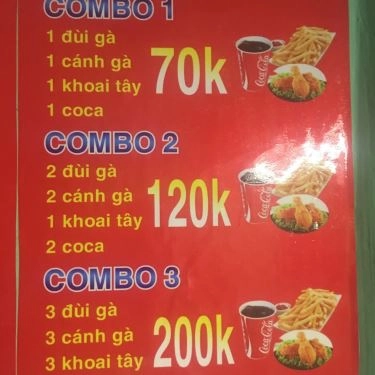 COMBO 1
1 đùi gà
1 cánh gà
1 khoai tây
1 coca
70k
Coca-Cola
COMBO 2
2 đùi gà
2 cánh gà
1 khoai tây
2 coca
120k
Coca-Cola
COMBO 3
3 đùi gà
3 cánh gà
3 khoai tây
200k
Coca-Cola